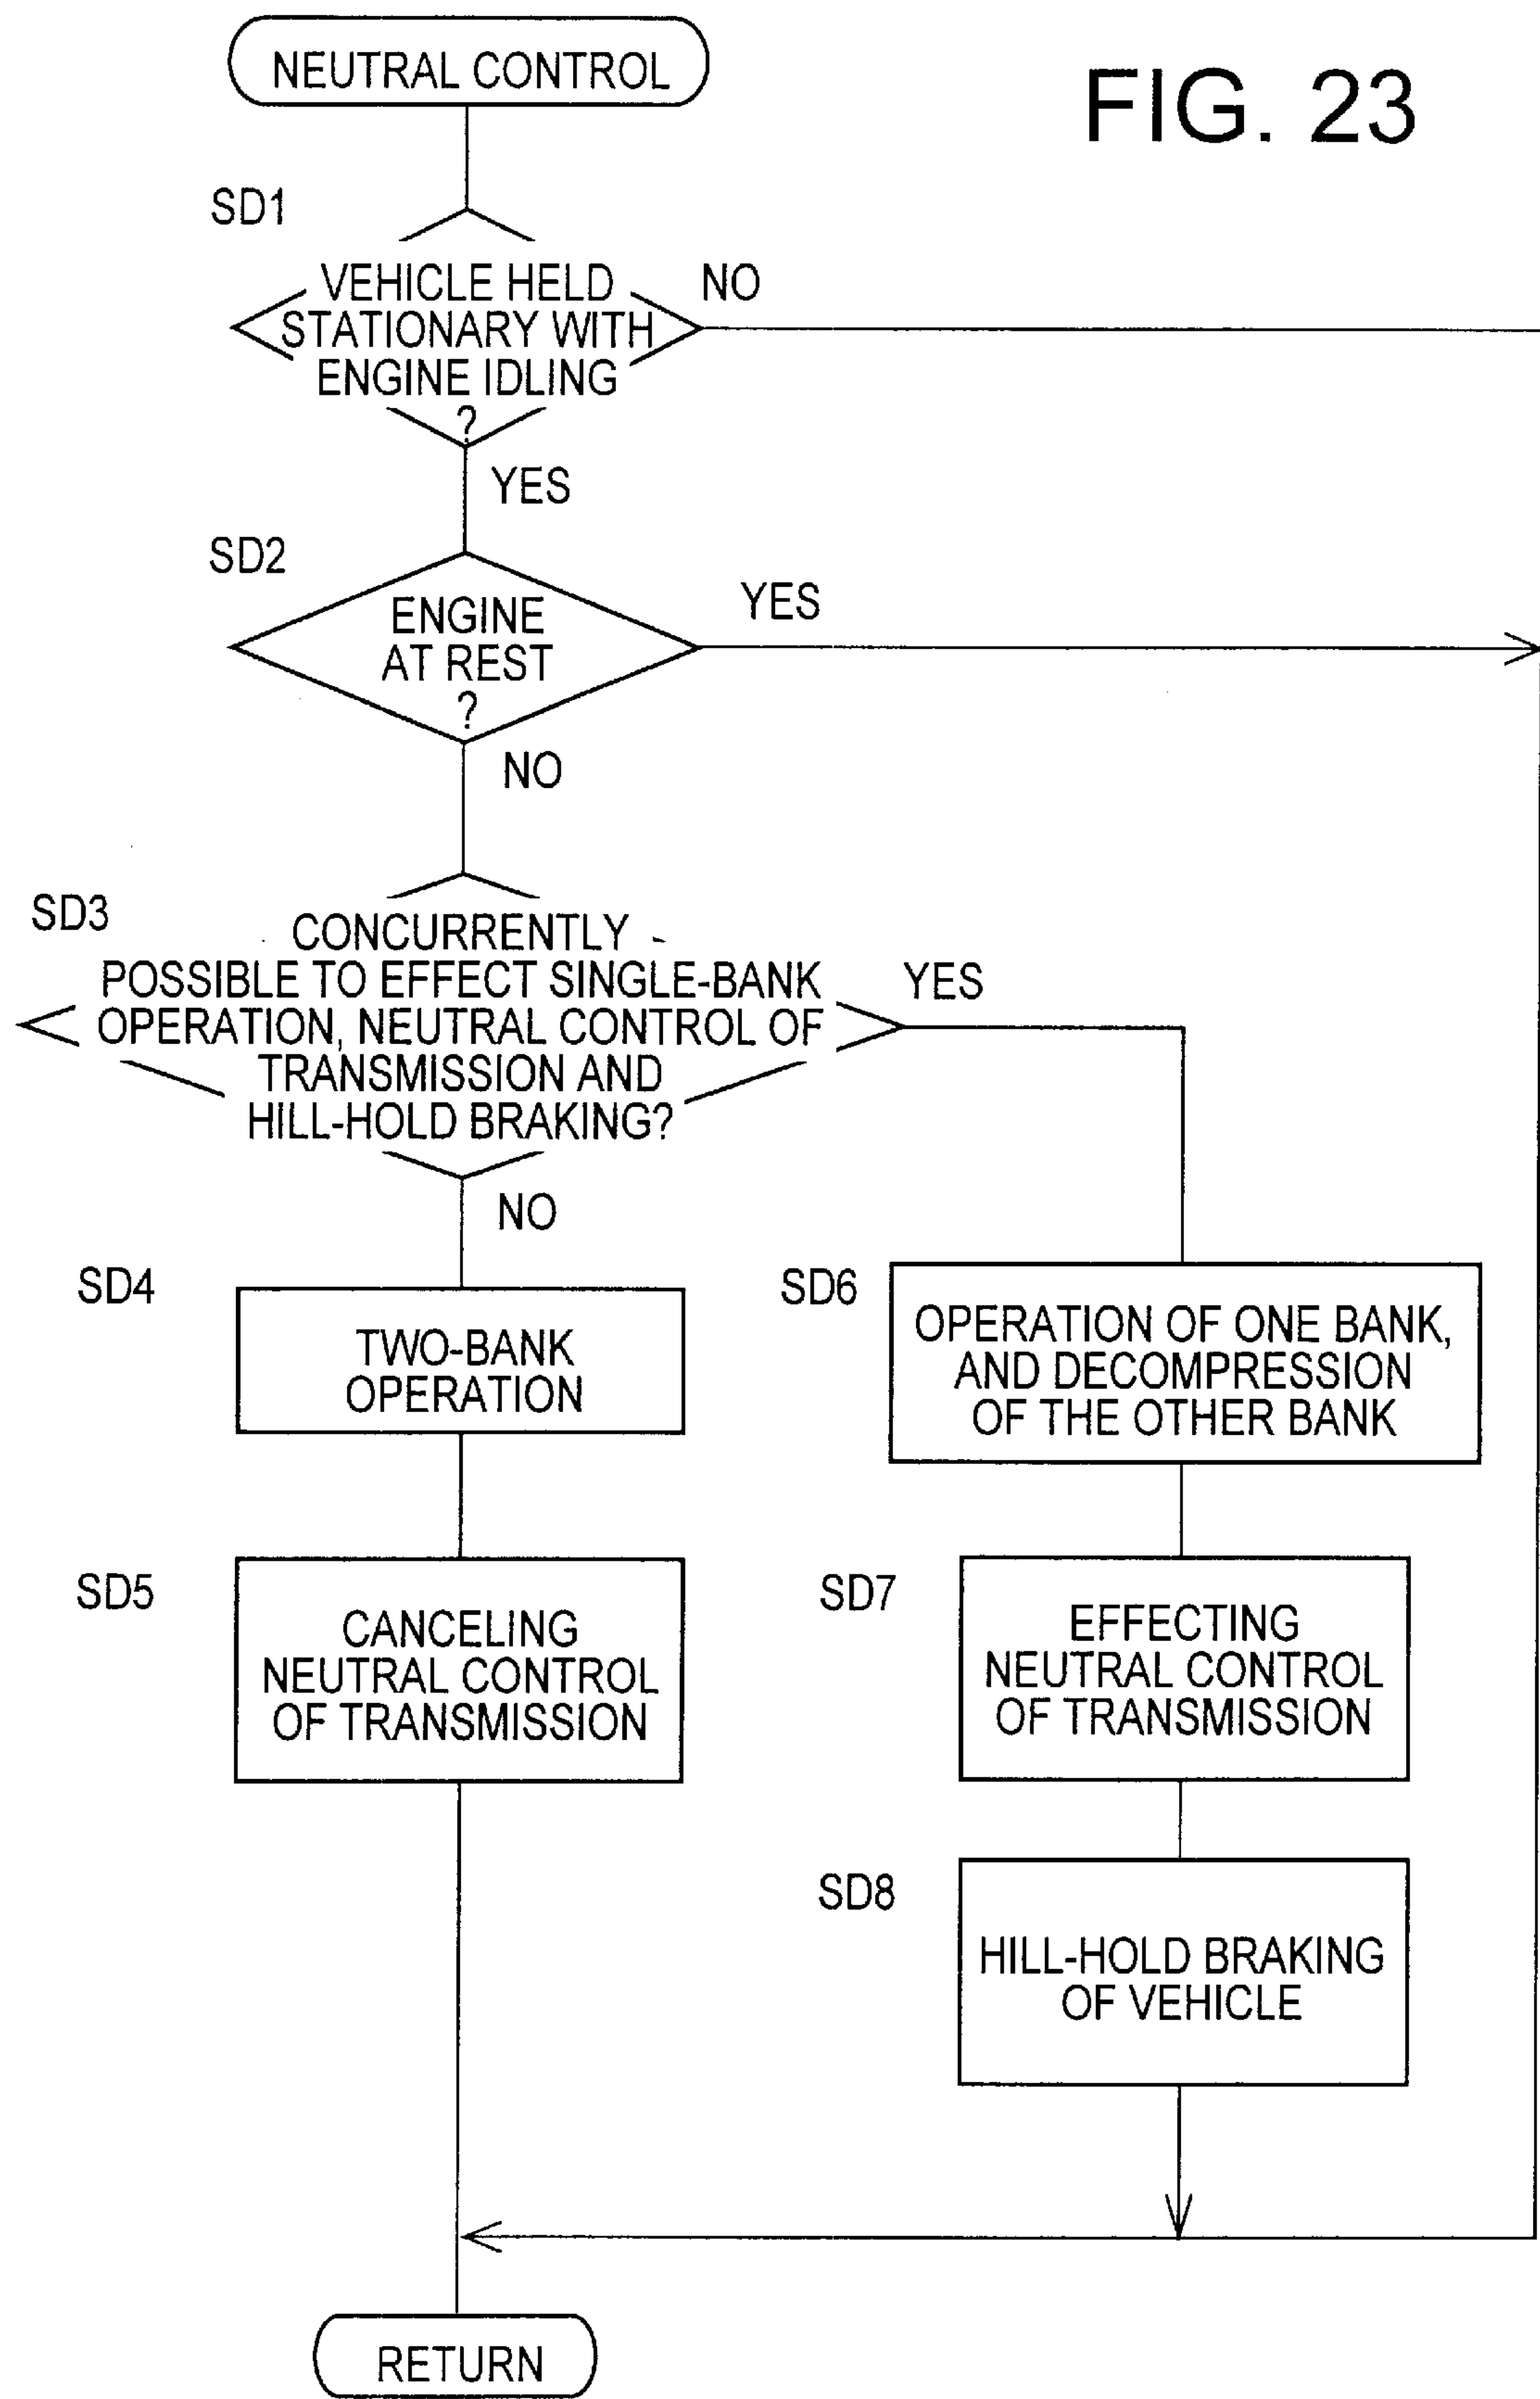 NEUTRAL CONTROL
FIG. 23
SD1
VEHICLE HELD
STATIONARY WITH
ENGINE IDLING
?
NO
YES
SD2
ENGINE
AT REST
?
YES
NO
SD3
CONCURRENTLY
POSSIBLE TO EFFECT SINGLE-BANK
OPERATION, NEUTRAL CONTROL OF
TRANSMISSION AND
HILL-HOLD BRAKING?
YES
NO
SD4
TWO-BANK
OPERATION
SD5
CANCELING
NEUTRAL CONTROL
OF TRANSMISSION
SD6
OPERATION OF ONE BANK,
AND DECOMPRESSION
OF THE OTHER BANK
SD7
EFFECTING
NEUTRAL CONTROL
OF TRANSMISSION
SD8
HILL-HOLD BRAKING
OF VEHICLE
RETURN